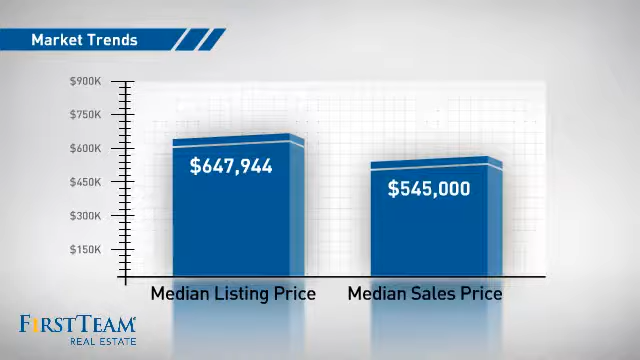 Market Trends
$900K
$750K
$600K
$450K
$300K
$150K
$647,944
$545,000
Median Listing Price
Median Sales Price
FIRSTTEAM®
REAL ESTATE